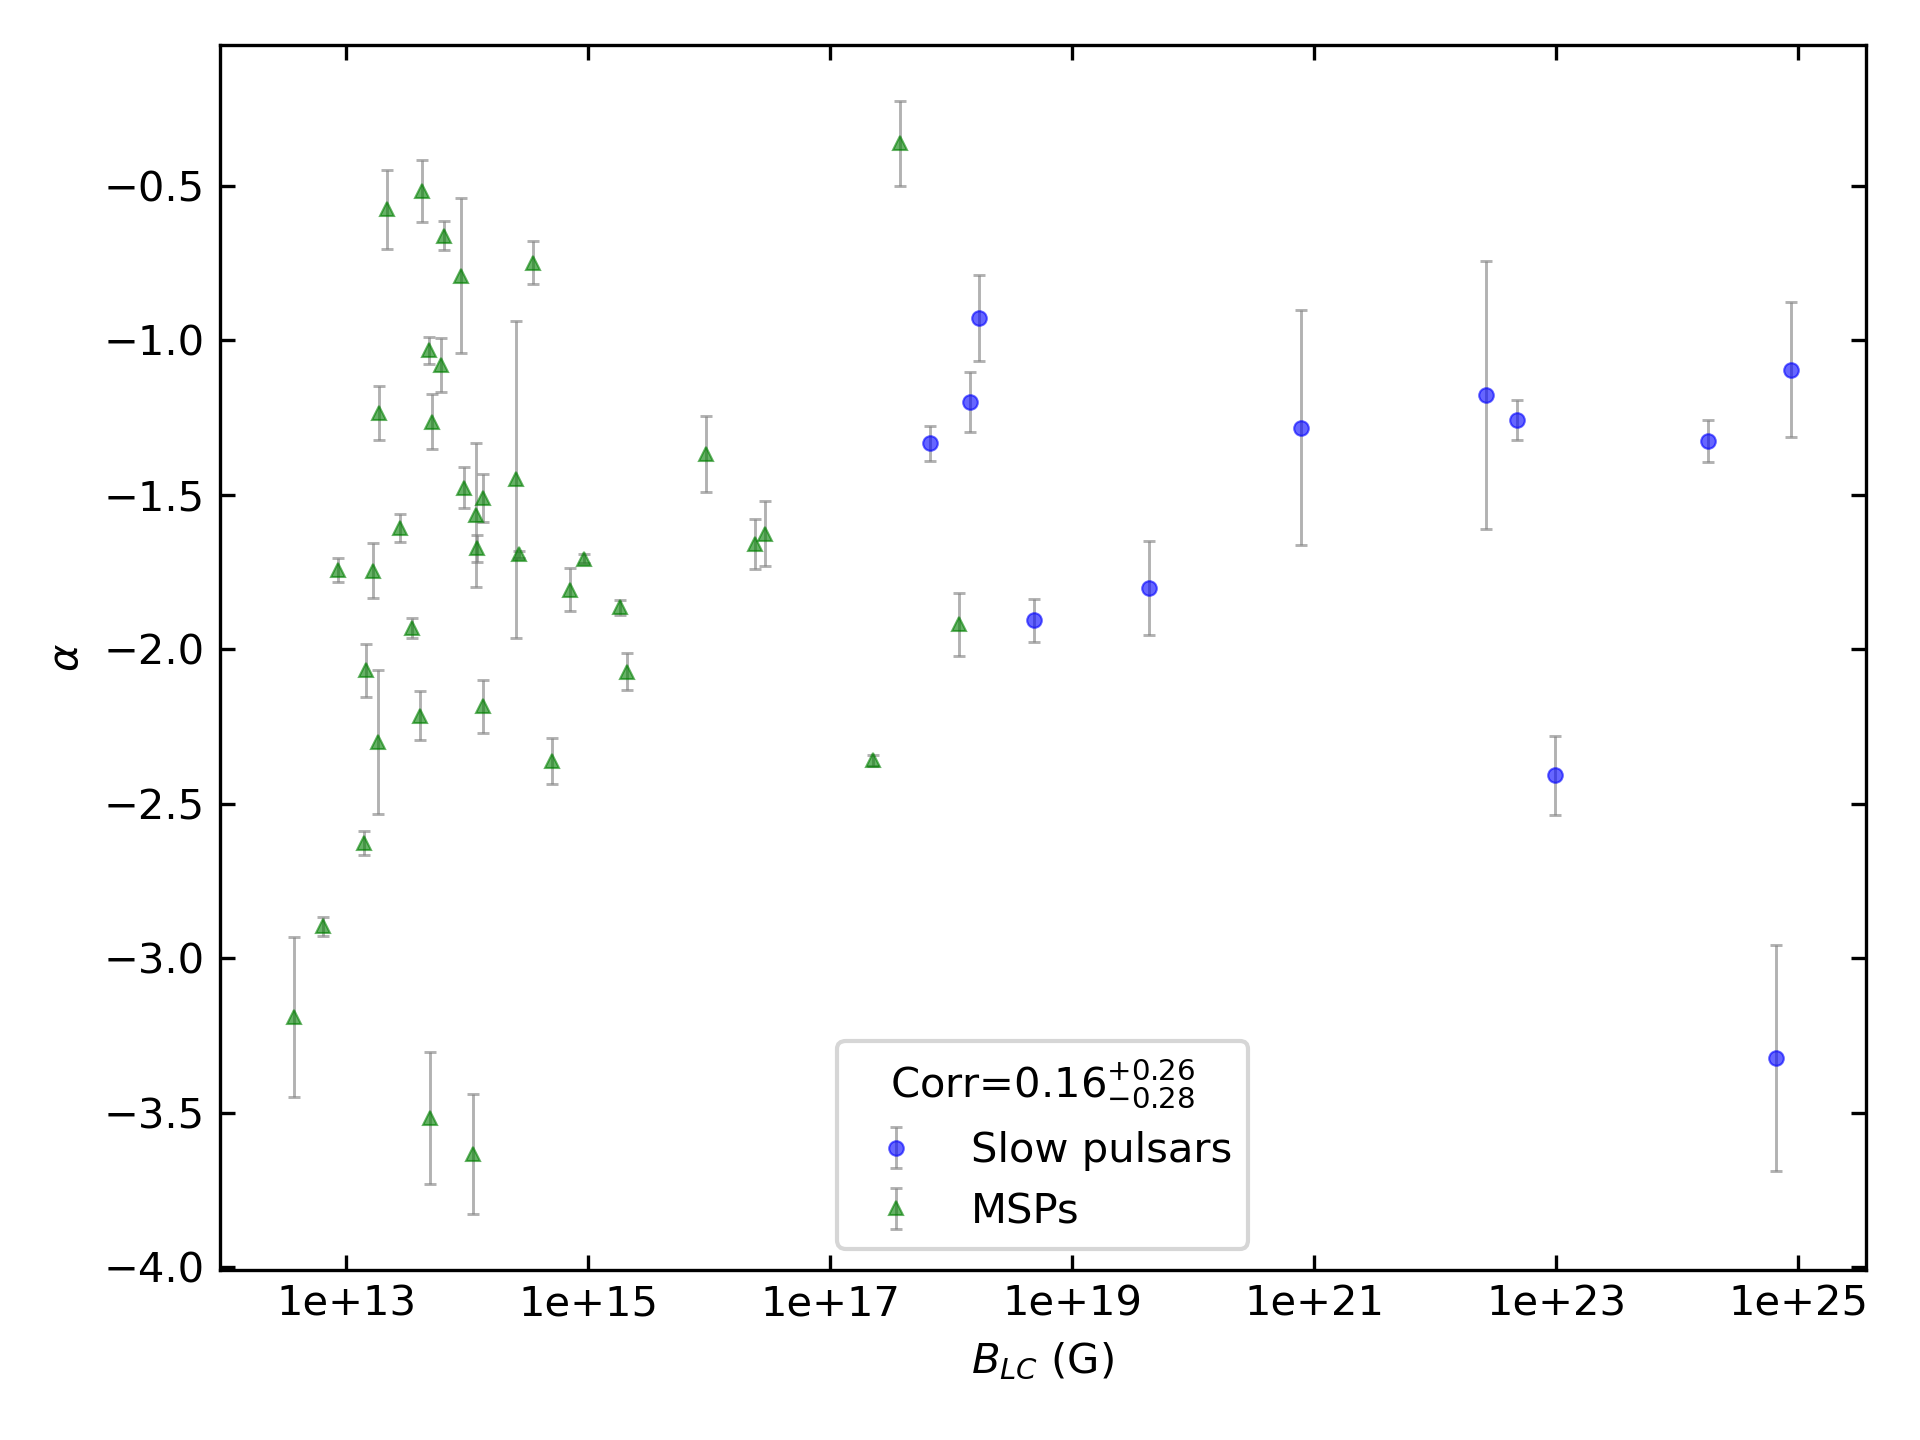 −0.5
−1.0
−1.5
−2.0
−2.5
−3.0
−3.5
−4.0
α
Corr=0.16+0.26 −0.28
Slow pulsars
MSPs
1e+13 1e+15 1e+17 1e+19 1e+21 1e+23 1e+25
BLC (G)